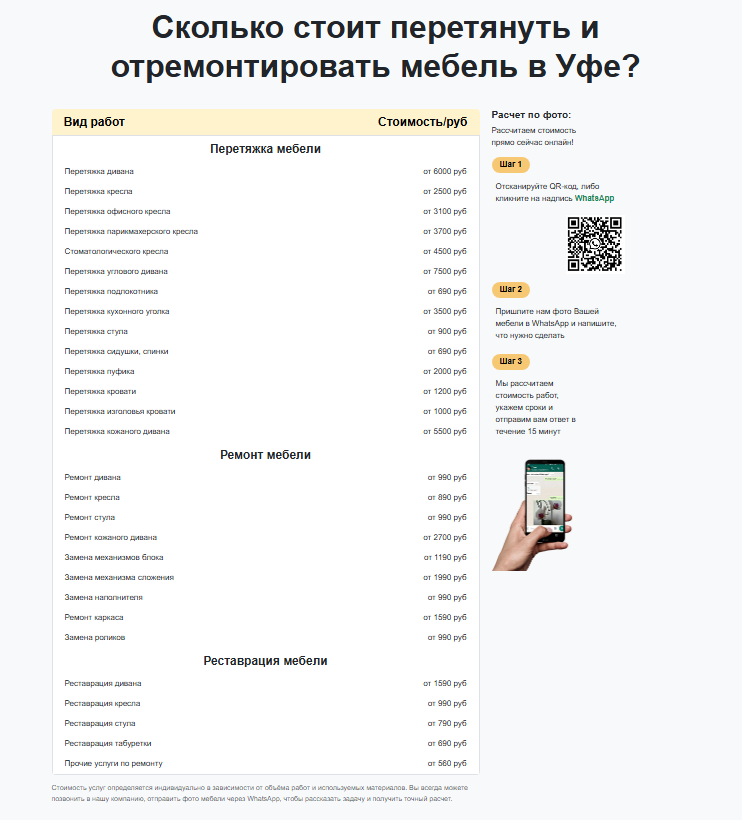 Сколько стоит перетянуть и
отремонтировать мебель в Уфе?
Вид работ Стоимость/руб
Перетяжка мебели
Перетяжка дивана от 6000 руб
Перетяжка кресла от 2500 руб
Перетяжка офисного кресла от 3100 руб
Перетяжка парикмахерского кресла от 3700 руб
Стоматологического кресла от 4500 руб
Перетяжка углового дивана от 7500 руб
Перетяжка подлокотника от 690 руб
Перетяжка кухонного уголка от 3500 руб
Перетяжка стула от 900 руб
Перетяжка сидушки, спинки от 690 руб
Перетяжка пуфика от 2000 руб
Перетяжка кровати от 1200 руб
Перетяжка изголовья кровати от 1000 руб
Перетяжка кожаного дивана от 5500 руб
Ремонт мебели
Ремонт дивана от 990 руб
Ремонт кресла от 890 руб
Ремонт стула от 990 руб
Ремонт кожаного дивана от 2700 руб
Замена механизмов блока от 1190 руб
Замена механизма сложения от 1990 руб
Замена наполнителя от 990 руб
Ремонт каркаса от 1590 руб
Замена роликов от 990 руб
Реставрация мебели
Реставрация дивана от 1590 руб
Реставрация кресла от 990 руб
Реставрация стула от 790 руб
Реставрация табуретки от 690 руб
Прочие услуги по ремонту от 560 руб
Стоимость услуг определяется индивидуально в зависимости от объёма работ и используемых материалов. Вы всегда можете
позвонить в нашу компанию, отправить фото мебели через WhatsApp, чтобы рассказать задачу и получить точный расчет.
Расчет по фото:
Рассчитаем стоимость
прямо сейчас онлайн!
Шаг 1
Отсканируйте QR-код, либо
кликните на надпись WhatsApp
Шаг 2
Пришлите нам фото Вашей
мебели в WhatsApp и напишите,
что нужно сделать
Шаг 3
Мы рассчитаем
стоимость работ,
укажем сроки и
отправим вам ответ в
течение 15 минут